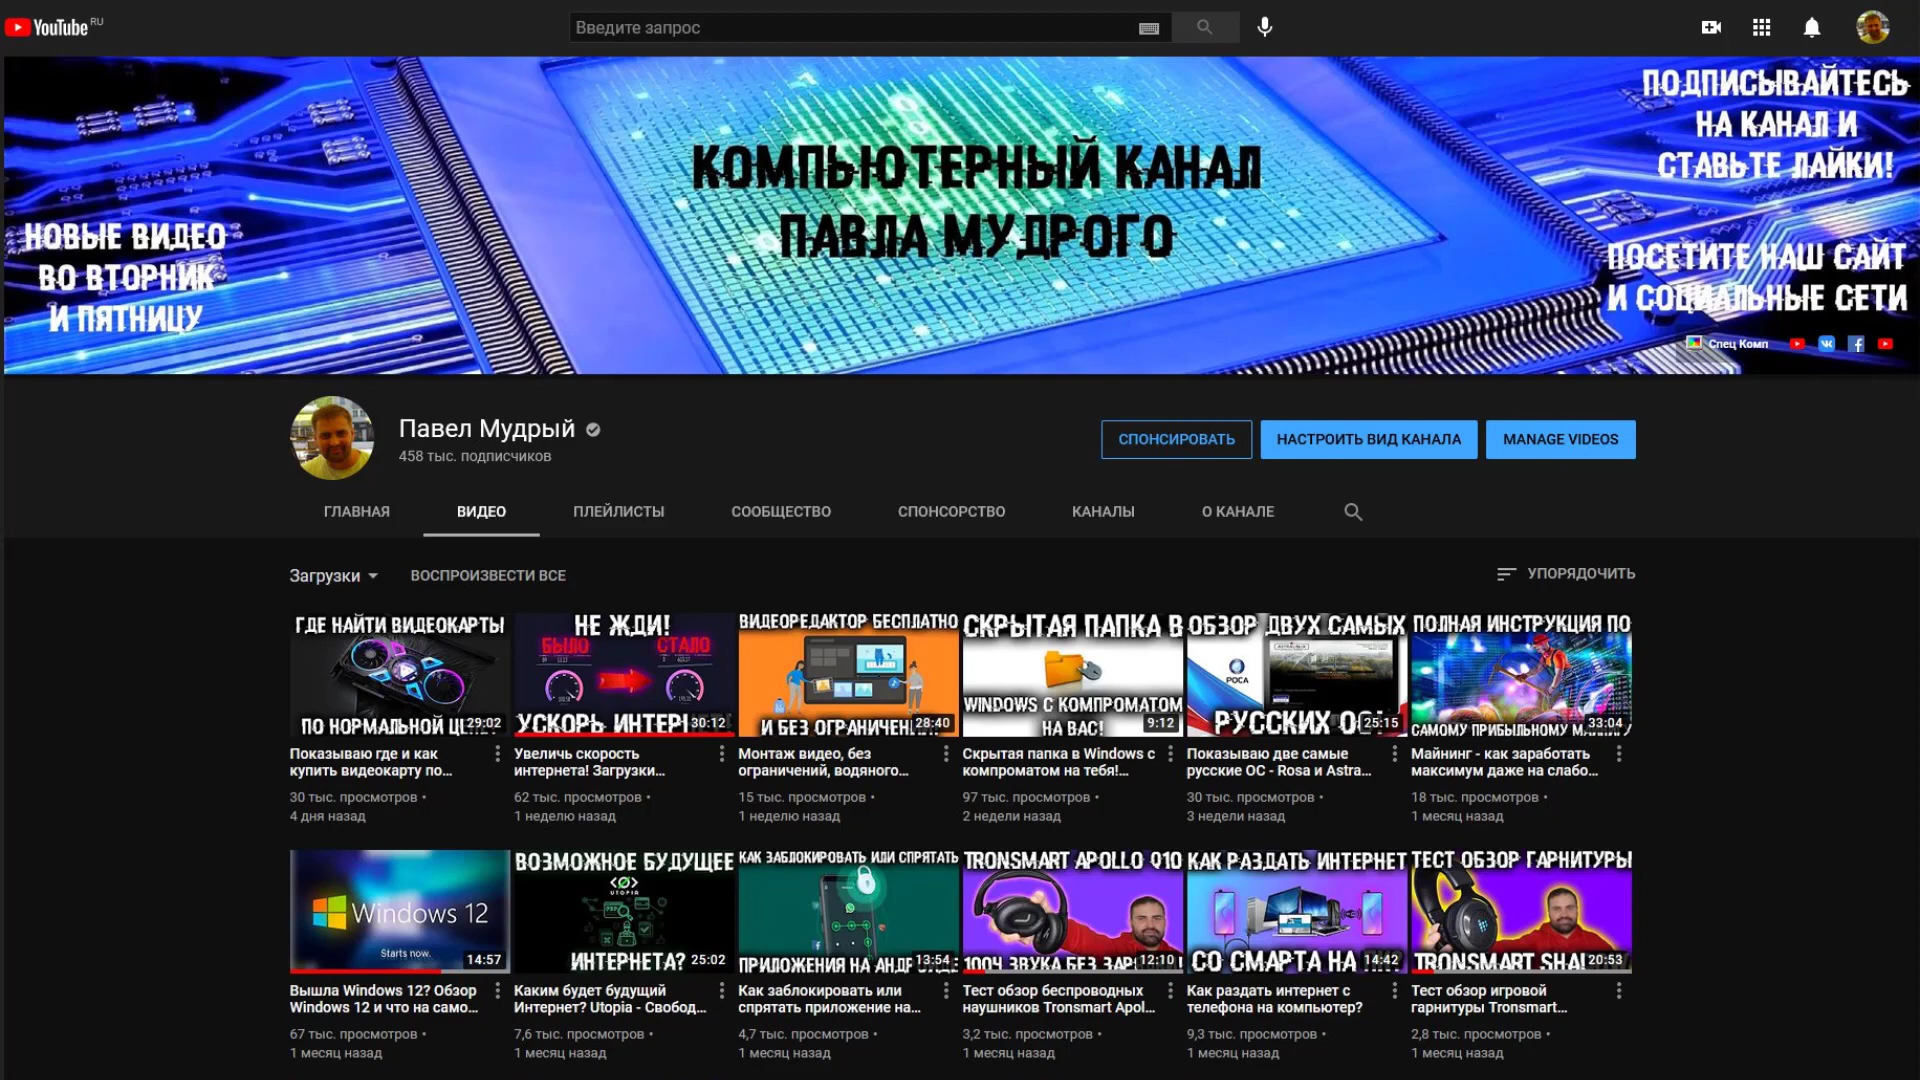 YouTube RU
Введите запрос
НОВЫЕ ВИДЕО
ВО ВТОРНИК
И ПЯТНИЦУ
КОМПЬЮТЕРНЫЙ КАНАЛ
ПАВЛА МУДРОГО
ПОДПИСЫВАЙТЕСЬ
НА КАНАЛ И
СТАВЬТЕ ЛАЙКИ!
ПОСЕТИТЕ НАШ САЙТ
И СОЦИАЛЬНЫЕ СЕТИ
Спец Комп
Павел Мудрый
458 тыс. подписчиков
СПОНСИРОВАТЬ
НАСТРОИТЬ ВИД КАНАЛА
MANAGE VIDEOS
ГЛАВНАЯ
ВИДЕО
ПЛЕЙЛИСТЫ
СООБЩЕСТВО
СПОНСОРСТВО
КАНАЛЫ
О КАНАЛЕ
Загрузки
ВОСПРОИЗВЕСТИ ВСЕ
УПОРЯДОЧИТЬ
ГДЕ НАЙТИ ВИДЕОКАРТЫ
ПО НОРМАЛЬНОЙ
29:02
Показываю где и как
купить видеокарту по...
30 тыс. просмотров •
4 дня назад
НЕ ЖДИ!
БЫЛО
СТАЛО
УСКОРЬ
30:12
Увеличь скорость
интернета! Загрузки...
62 тыс. просмотров •
1 неделю назад
ВИДЕОРЕДАКТОР БЕСПЛАТНО
И БЕЗ
28:40
Монтаж видео, без
ограничений, водяного...
15 тыс. просмотров •
1 неделю назад
СКРЫТАЯ ПАПКА В
WINDOWS С КОМПРОМАТОМ
НА ВАС!
9:12
Скрытая папка в Windows с
компроматом на тебя!...
97 тыс. просмотров •
2 недели назад
ОБЗОР ДВУХ САМЫХ
РОСА
РУССКИХ
25:15
Показываю две самые
русские ОС - Rosa и Astra...
30 тыс. просмотров •
3 недели назад
ПОЛНАЯ ИНСТРУКЦИЯ ПО
САМОМУ ПРИБЫЛЬНОМУ
33:04
Майнинг - как заработать
максимум даже на слабо...
18 тыс. просмотров •
1 месяц назад
Windows 12
Starts now.
14:57
Вышла Windows 12? Обзор
Windows 12 и что на само...
67 тыс. просмотров •
1 месяц назад
ВОЗМОЖНОЕ БУДУЩЕЕ
UTOPIA
ИНТЕРНЕТА?
25:02
Каким будет будущий
Интернет? Utopia - Свобод...
7,6 тыс. просмотров •
1 месяц назад
КАК ЗАБЛОКИРОВАТЬ ИЛИ СПРЯТАТЬ
ПРИЛОЖЕНИЯ НА
13:54
Как заблокировать или
спрятать приложение на...
4,7 тыс. просмотров •
1 месяц назад
TRONSMART APOLLO Q10
100Ч ЗВУКА БЕЗ
12:10
Тест обзор беспроводных
наушников Tronsmart Apol...
3,2 тыс. просмотров •
1 месяц назад
КАК РАЗДАТЬ ИНТЕРНЕТ
СО СМАРТА НА
14:42
Как раздать интернет с
телефона на компьютер?
9,3 тыс. просмотров •
1 месяц назад
ТЕСТ ОБЗОР ГАРНИТУРЫ
TRONSMART
20:53
Тест обзор игровой
гарнитуры Tronsmart...
2,8 тыс. просмотров •
1 месяц назад